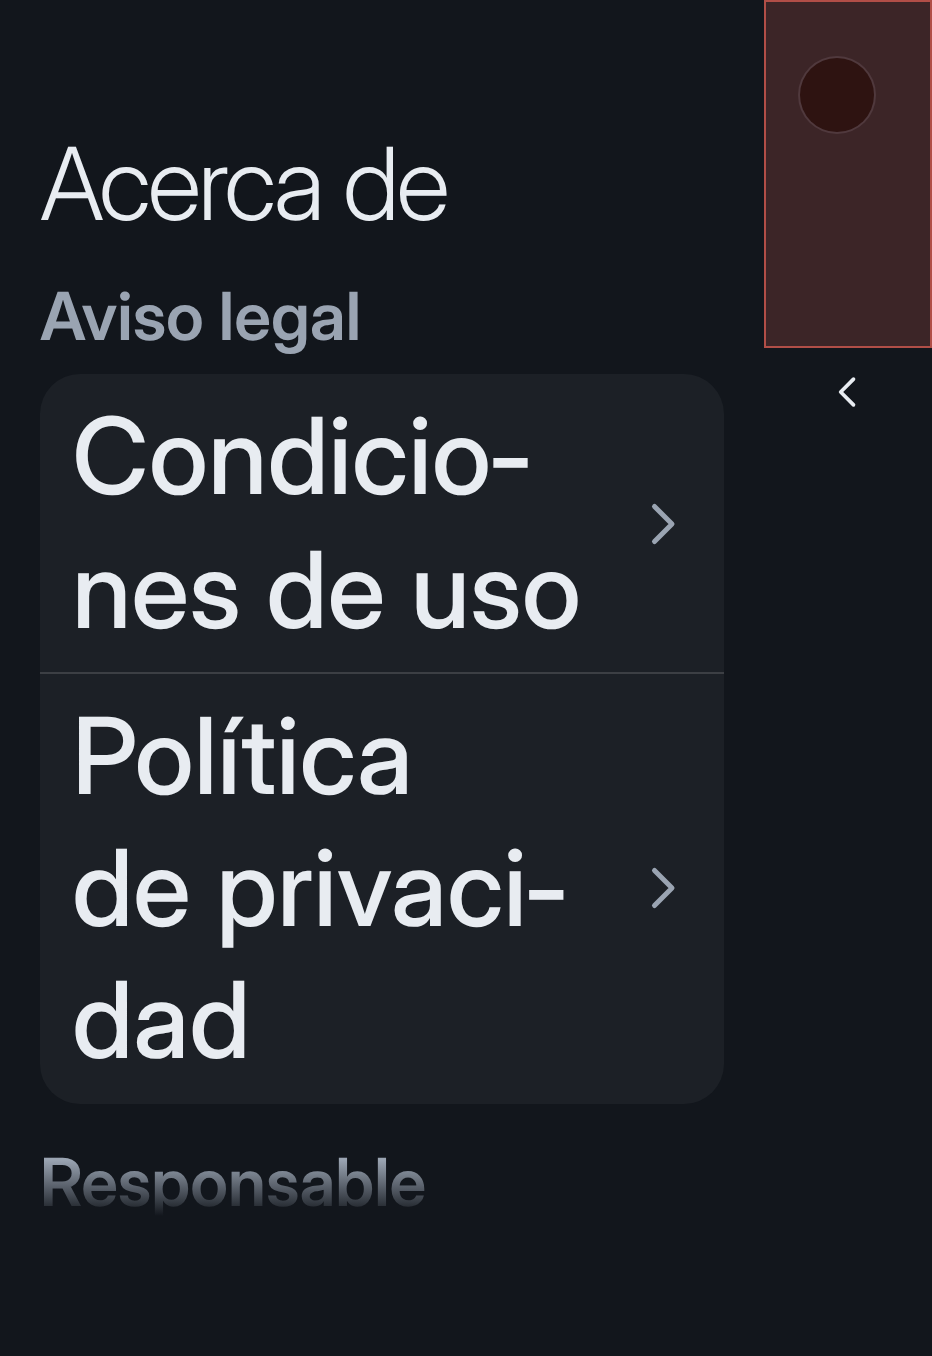 Acerca de
Aviso legal
Condicio-
nes de uso
Política
de privaci-
dad
Responsable